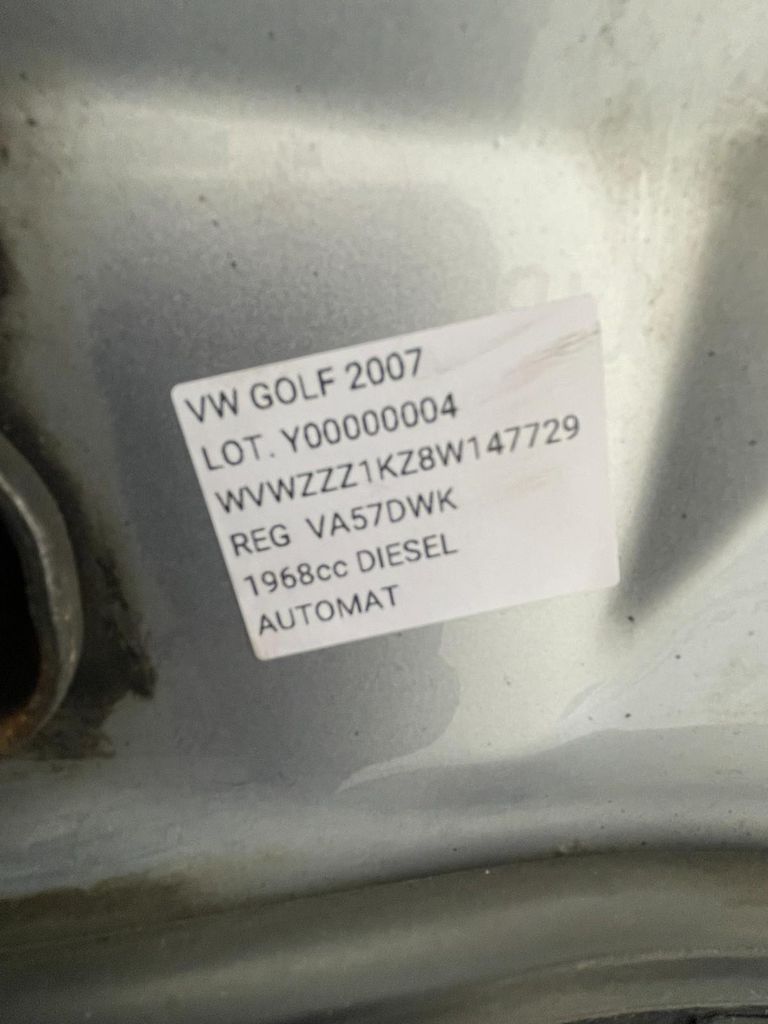 VW GOLF 2007
LOT. Y00000004
WVWZZZ1KZ8W147729
REG VA57DWK
1968cc DIESEL
AUTOMAT